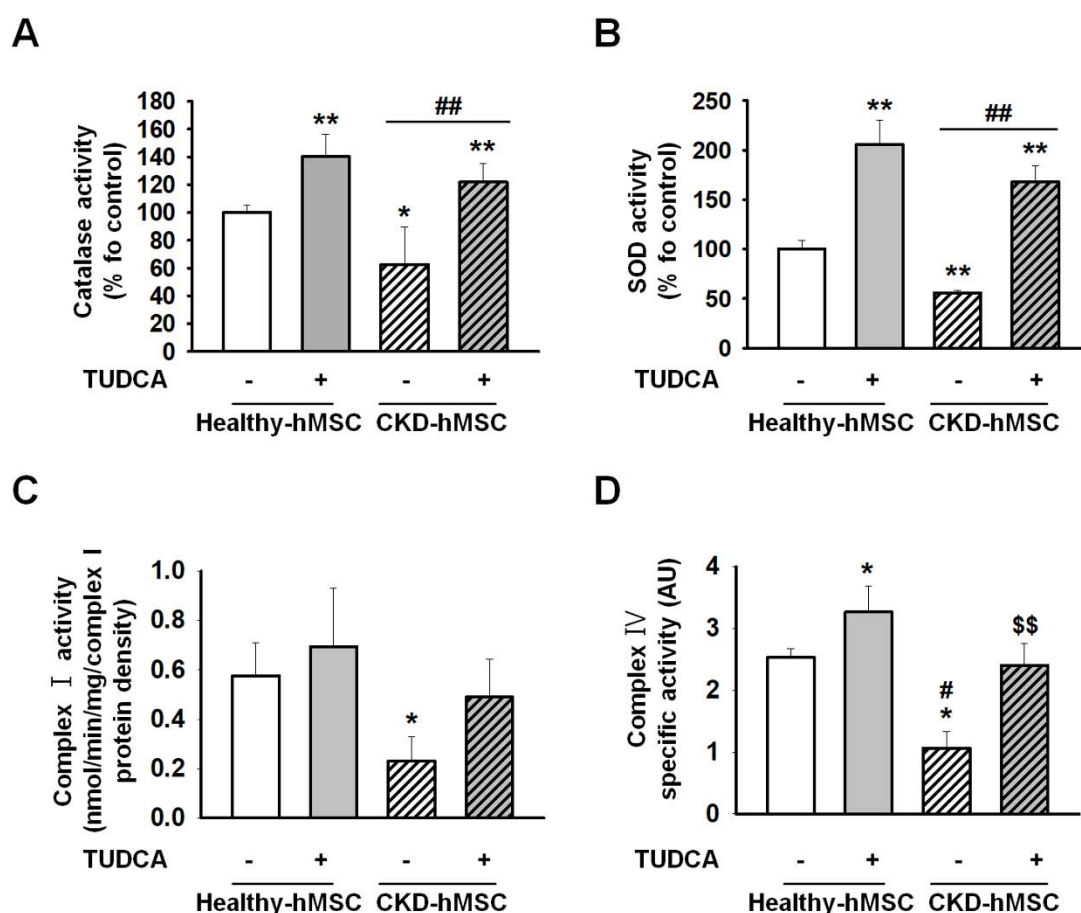 A
Catalase activity
(% fo control)
180
160
140
120
100
80
60
40
20
0
**
*
##
**
TUDCA - + - +
Healthy-hMSC CKD-hMSC
B
SOD activity
(% fo control)
250
200
150
100
50
0
**
**
##
**
TUDCA - + - +
Healthy-hMSC CKD-hMSC
C
Complex I activity
(nmol/min/mg/complex I
protein density)
1.0
0.8
0.6
0.4
0.2
0.0
*
TUDCA - + - +
Healthy-hMSC CKD-hMSC
D
Complex IV
specific activity (AU)
4
3
2
1
0
*
#
*
$$
TUDCA - + - +
Healthy-hMSC CKD-hMSC